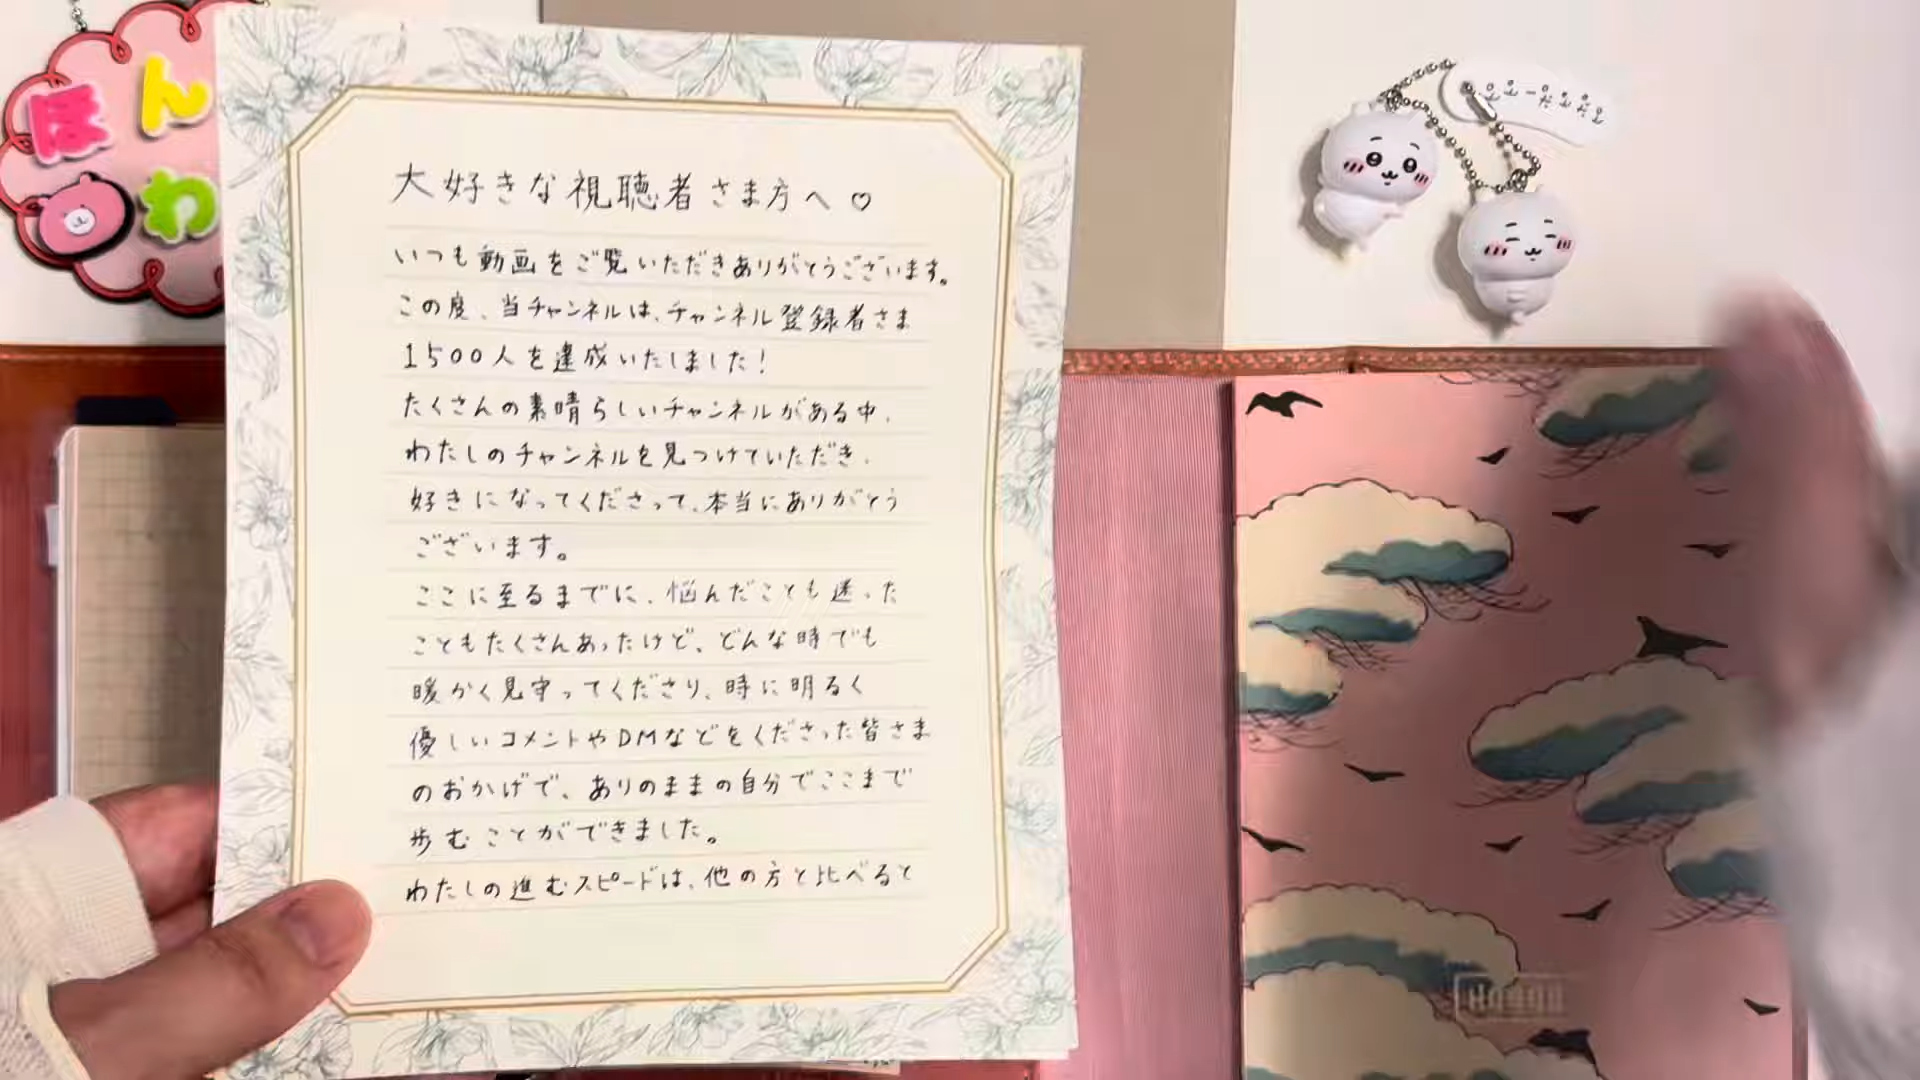 ほん
わ
大好きな視聴者さま方へ♡
いつも動画をご覧いただきありがとうございます。
この度、当チャンネルは、チャンネル登録者さま
1500人を達成いたしました!
たくさんの素晴らしいチャンネルがある中、
わたしのチャンネルを見つけていただき、
好きになってくださって、本当にありがとう
ございます。
ここに至るまでに、悩んだことも迷った
こともたくさんあったけど、どんな時でも
暖かく見守ってくださり、時に明るく
優しいコメントやDMなどをくださった皆さま
のおかげで、ありのままの自分でここまで
歩むことができました。
わたしの進むスピードは、他の方と比べると